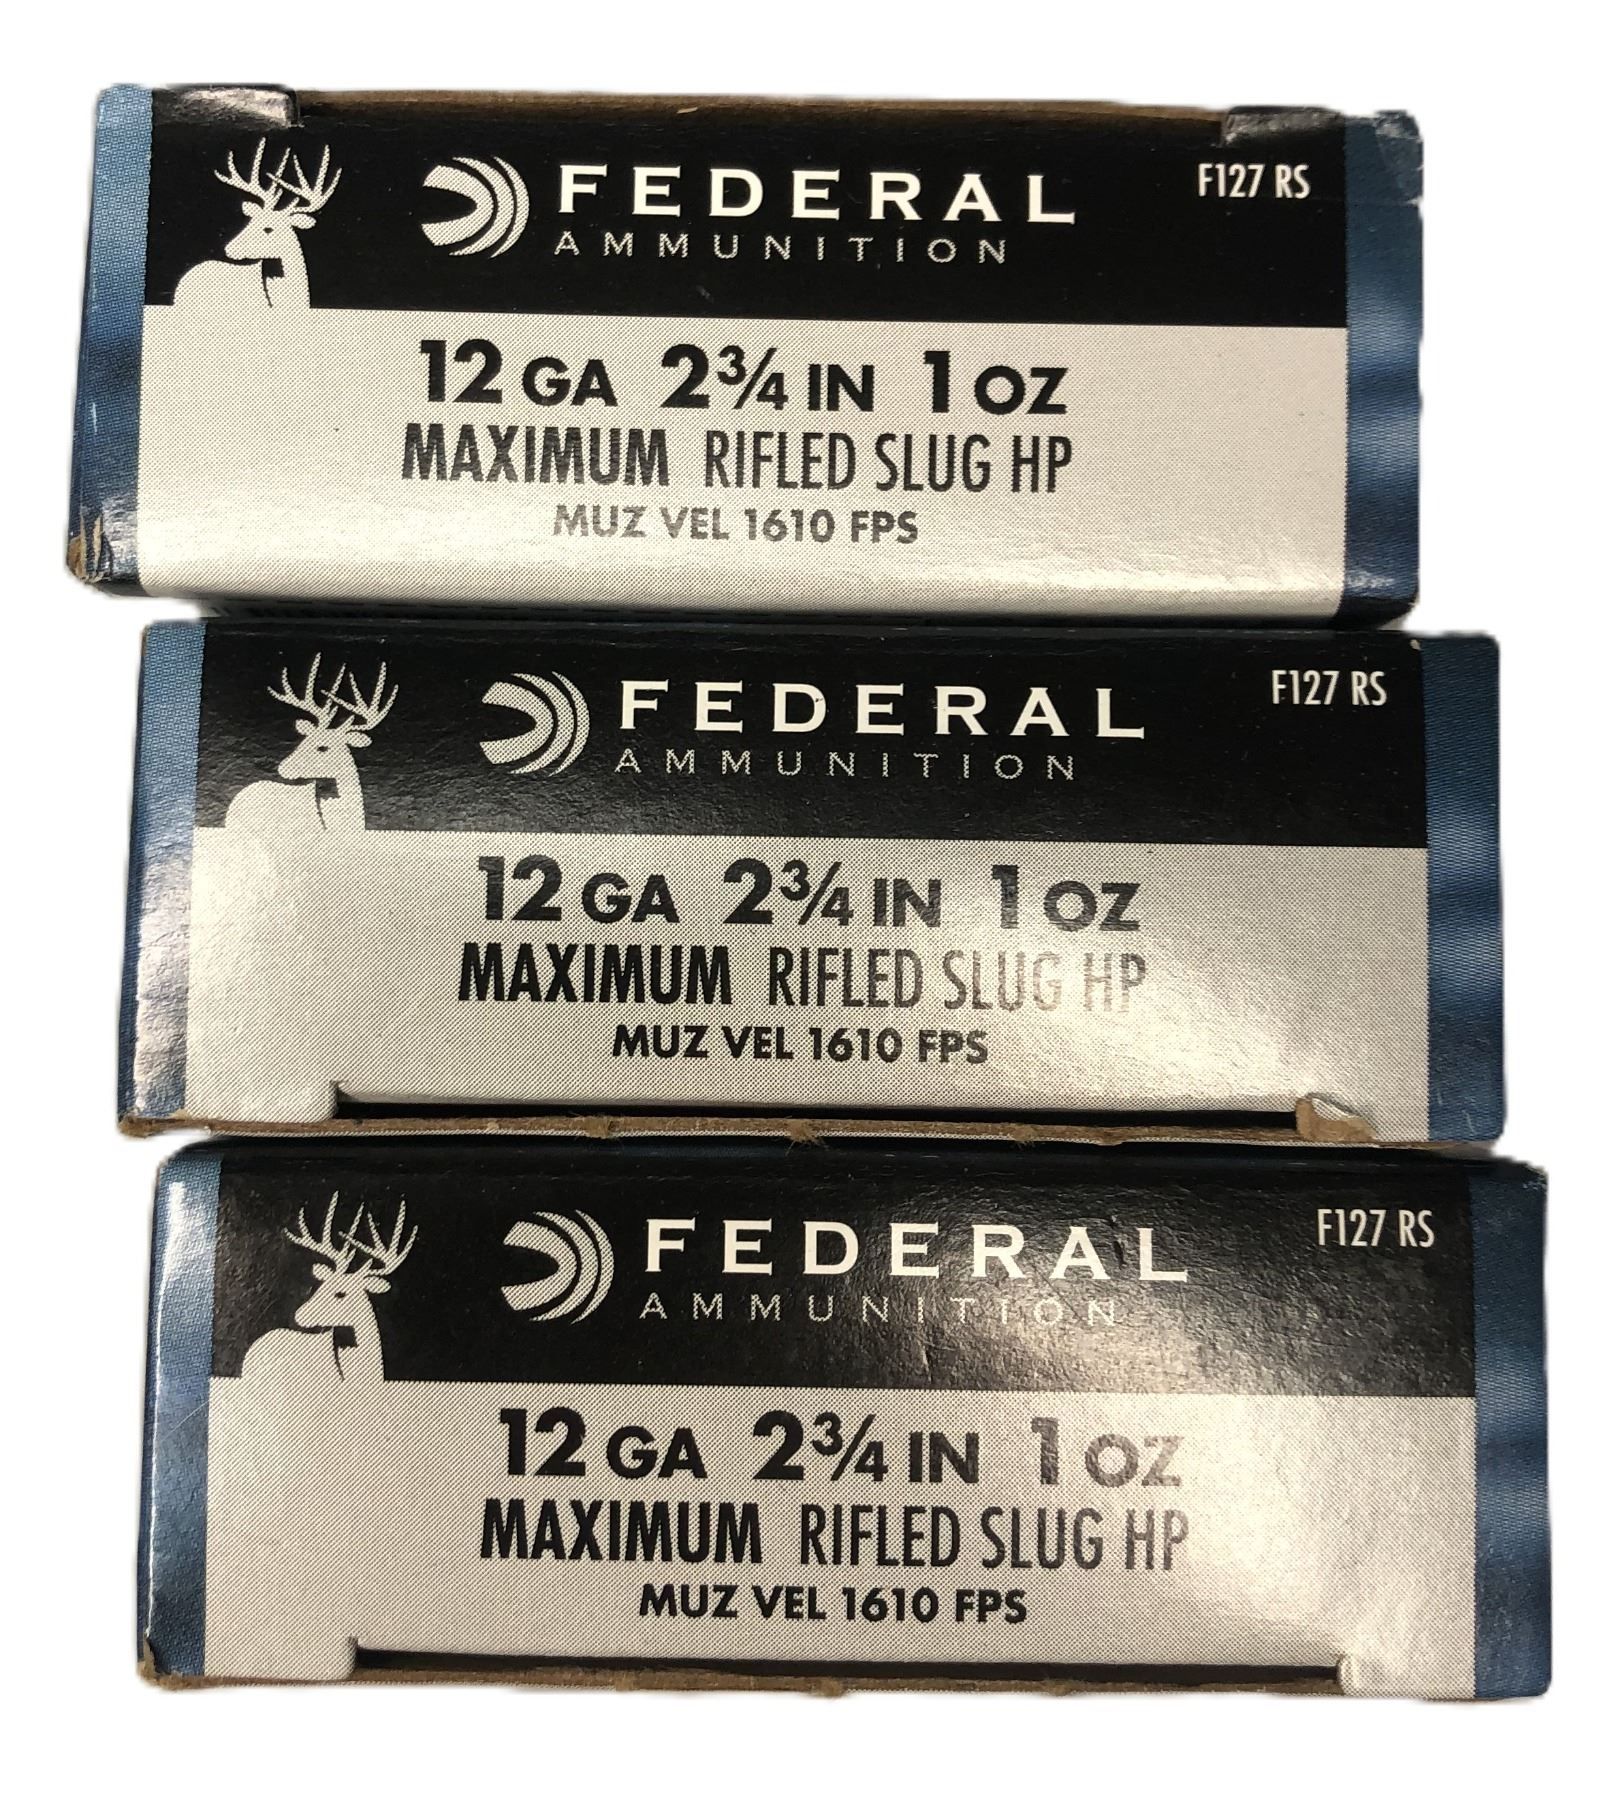 FEDERAL
AMMUNITION
F127 RS
12 GA 2¾ IN 1 OZ
MAXIMUM RIFLED SLUG HP
MUZ VEL 1610 FPS
FEDERAL
AMMUNITION
F127 RS
12 GA 2¾ IN 1 OZ
MAXIMUM RIFLED SLUG HP
MUZ VEL 1610 FPS
FEDERAL
AMMUNITION
F127 RS
12 GA 2¾ IN 1 OZ
MAXIMUM RIFLED SLUG HP
MUZ VEL 1610 FPS